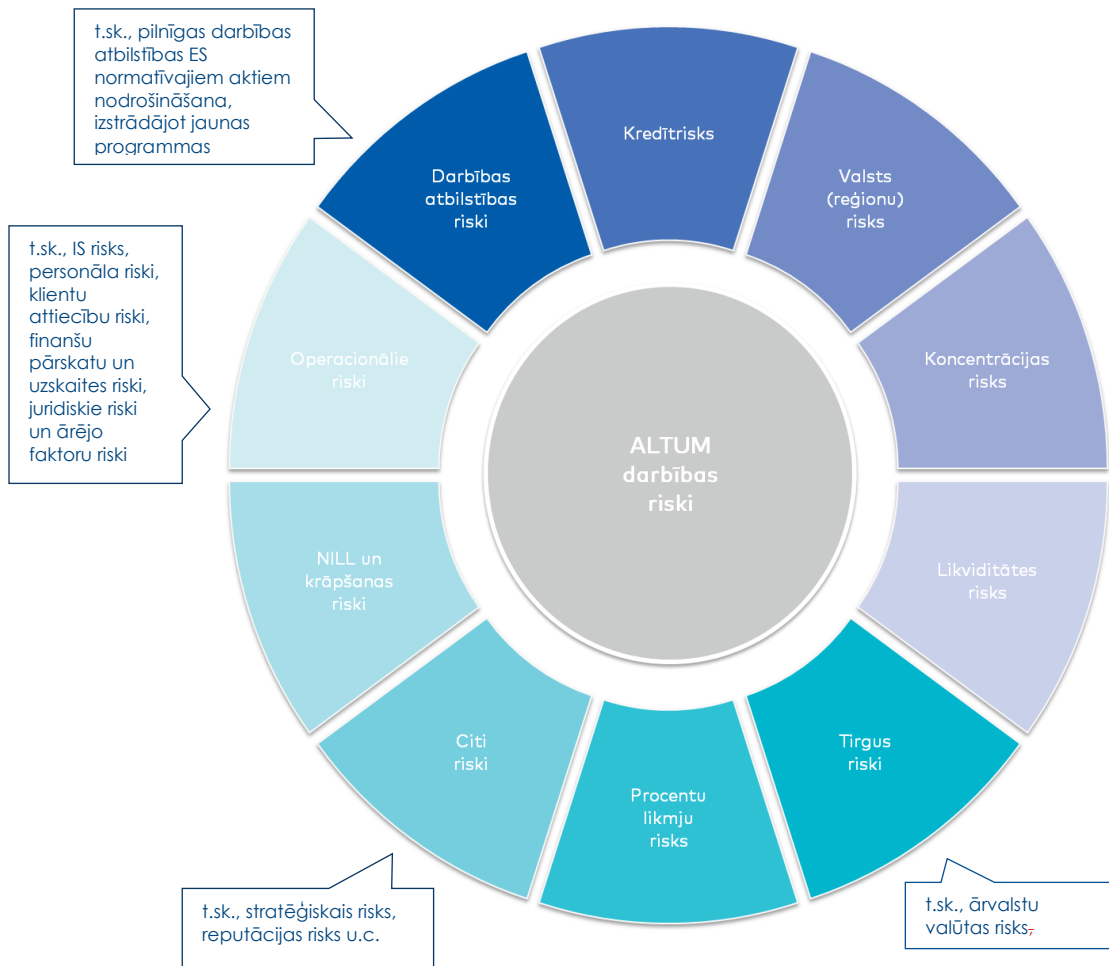 t.sk., pilnīgas darbības
atbilstības ES
normatīvajiem aktiem
nodrošināšana,
izstrādājot jaunas
programmas
Kredītrisks
Valsts
(reģionu)
risks
Darbības
atbilstības
riski
t.sk., IS risks,
personāla riski,
klientu
attiecību riski,
finanšu
pārskatu un
uzskaites riski,
juridiskie riski
un ārējo
faktoru riski
Operacionālie
riski
Koncentrācijas
risks
ALTUM
darbības
riski
NILL un
krāpšanas
riski
Likviditātes
risks
Citi
riski
Tirgus
riski
Procentu
likmju
risks
t.sk., stratēģiskais risks,
reputācijas risks u.c.
t.sk., ārvalstu
valūtas risks,